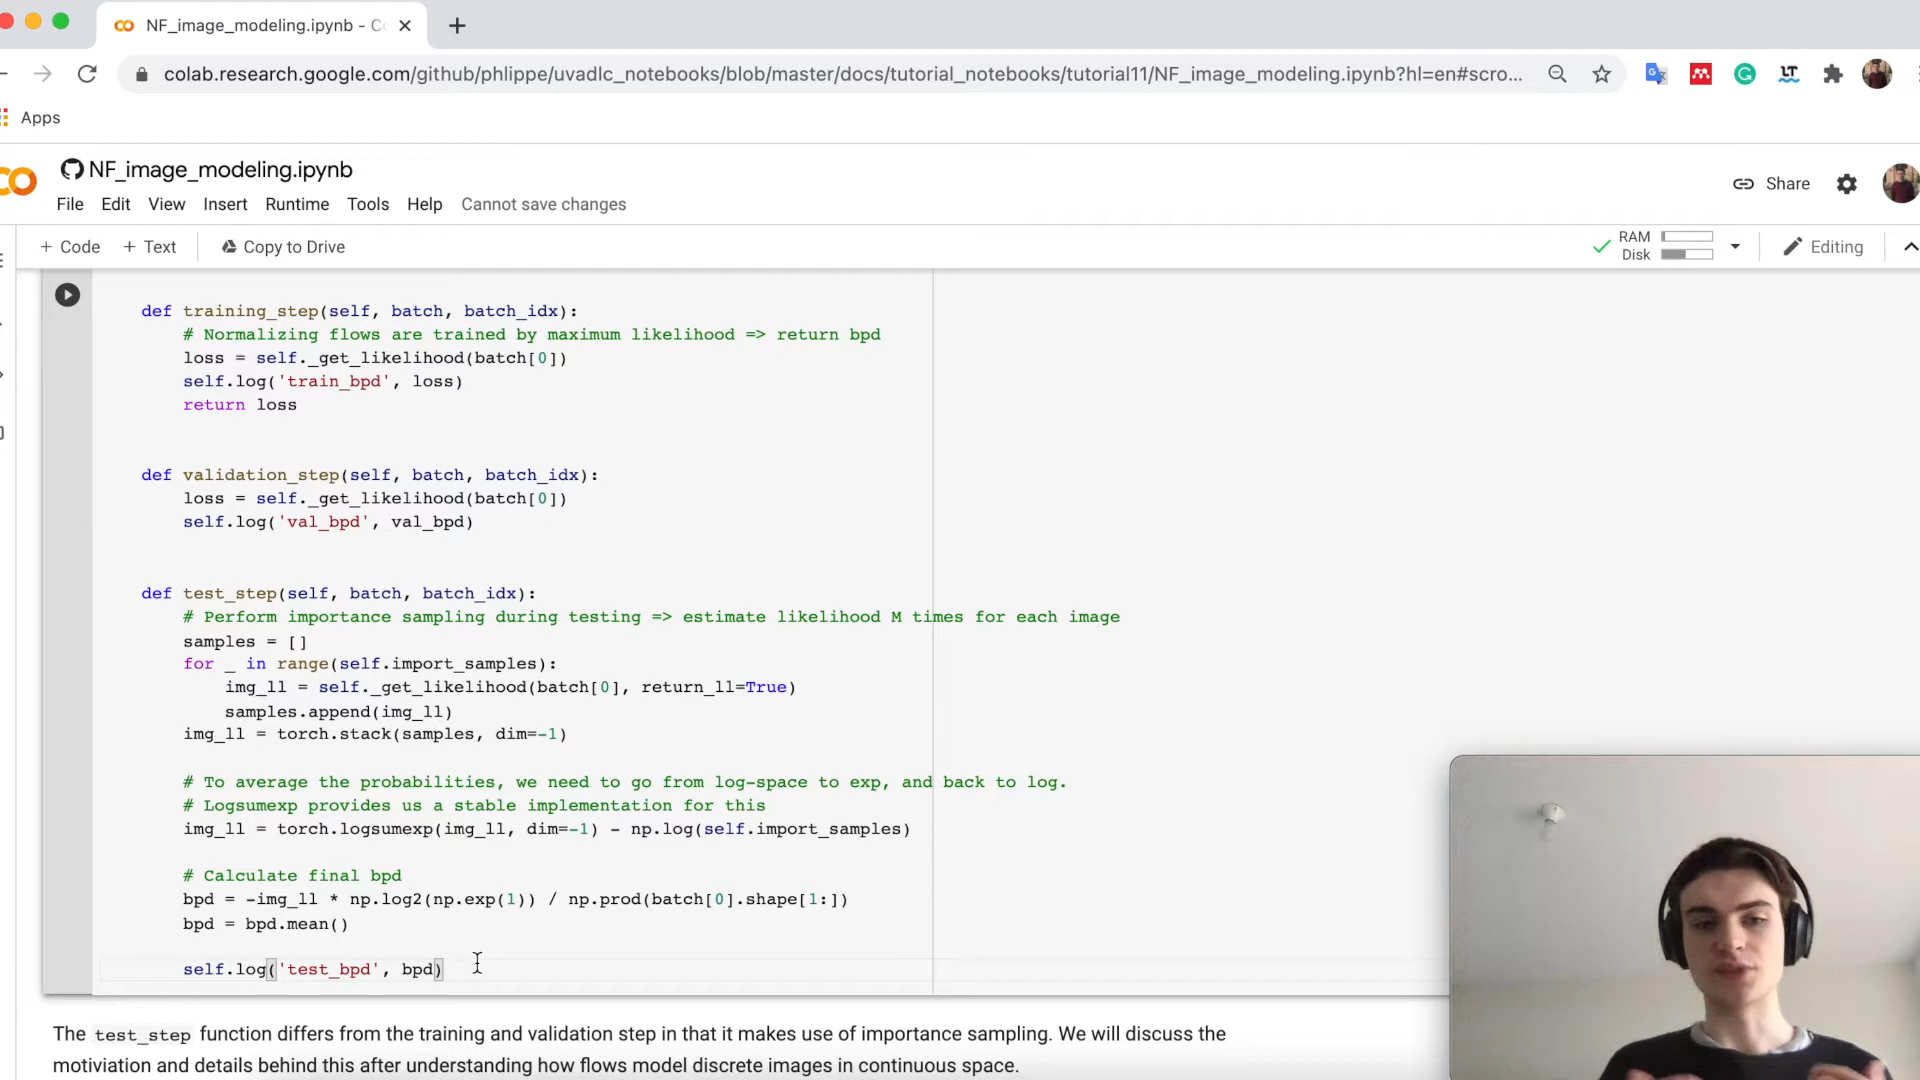 NF_image_modeling.ipynb - C
colab.research.google.com/github/phlippe/uvadlc_notebooks/blob/master/docs/tutorial_notebooks/tutorial11/NF_image_modeling.ipynb?hl=en#scro...
Apps
NF_image_modeling.ipynb
Share
File Edit View Insert Runtime Tools Help Cannot save changes
+ Code + Text Copy to Drive
RAM
Disk
Editing
def training_step(self, batch, batch_idx):
# Normalizing flows are trained by maximum likelihood => return bpd
loss = self._get_likelihood(batch[0])
self.log('train_bpd', loss)
return loss
def validation_step(self, batch, batch_idx):
loss = self._get_likelihood(batch[0])
self.log('val_bpd', val_bpd)
def test_step(self, batch, batch_idx):
# Perform importance sampling during testing => estimate likelihood M times for each image
samples = []
for _ in range(self.import_samples):
img_ll = self._get_likelihood(batch[0], return_ll=True)
samples.append(img_ll)
img_ll = torch.stack(samples, dim=-1)
# To average the probabilities, we need to go from log-space to exp, and back to log.
# Logsumexp provides us a stable implementation for this
img_ll = torch.logsumexp(img_ll, dim=-1) - np.log(self.import_samples)
# Calculate final bpd
bpd = -img_ll * np.log2(np.exp(1)) / np.prod(batch[0].shape[1:])
bpd = bpd.mean()
self.log('test_bpd', bpd)
The test_step function differs from the training and validation step in that it makes use of importance sampling. We will discuss the
motiviation and details behind this after understanding how flows model discrete images in continuous space.